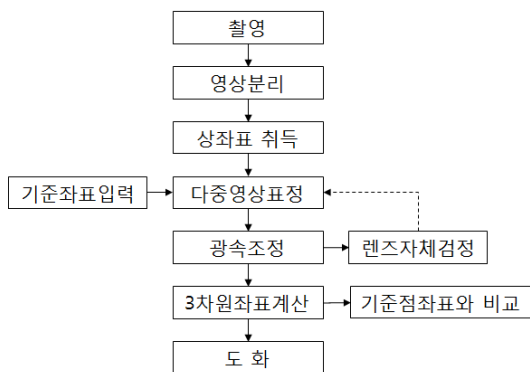 촬영
영상분리
상좌표 취득
기준좌표입력
다중영상표정
광속조정
렌즈자체검정
3차원좌표계산
기준점좌표와 비교
도 화